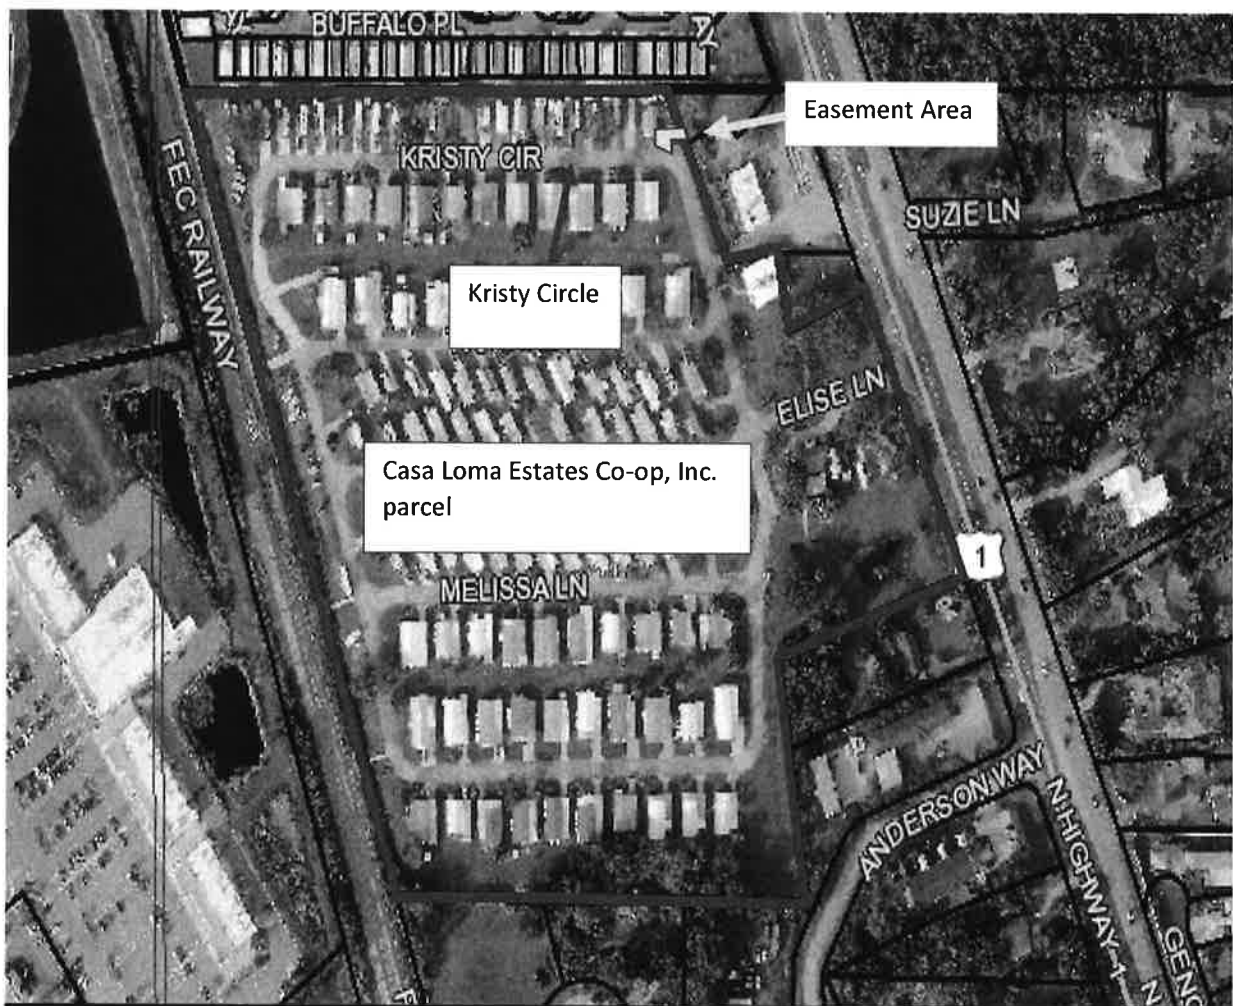 BUFFALO PL
AY
Easement Area
FEC RAILWAY
KRISTY CIR
SUZIE LN
Kristy Circle
ELISE LN
Casa Loma Estates Co-op, Inc.
parcel
1
MELISSA LN
ANDERSON WAY
N HIGHWAY 1
N